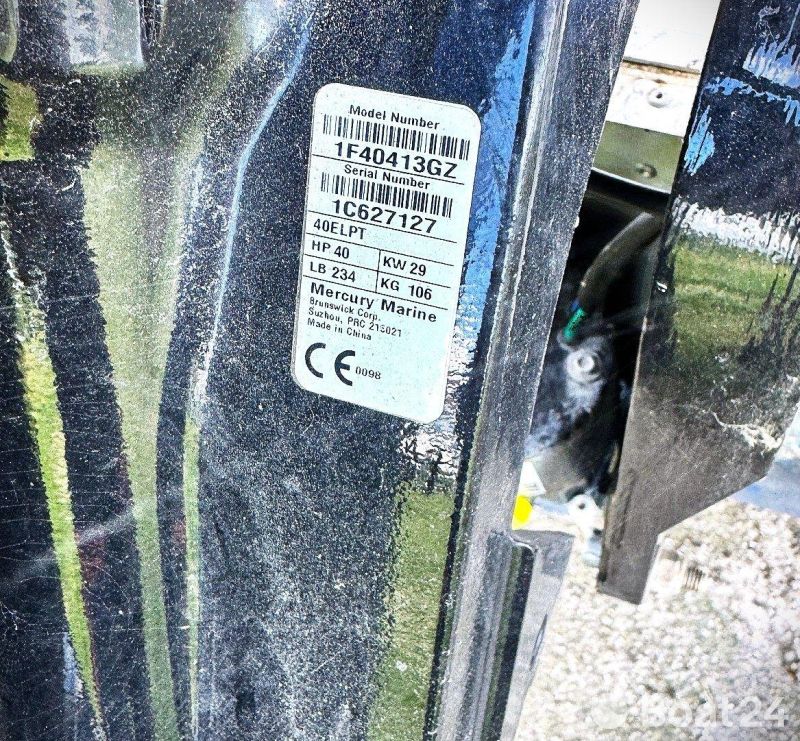 Model Number
1F40413GZ
Serial Number
1C627127
40ELPT
HP 40
KW 29
LB 234
KG 106
Mercury Marine
Brunswick Corp.
Suzhou, PRC 215021
Made in China
CE 0098
Boat24